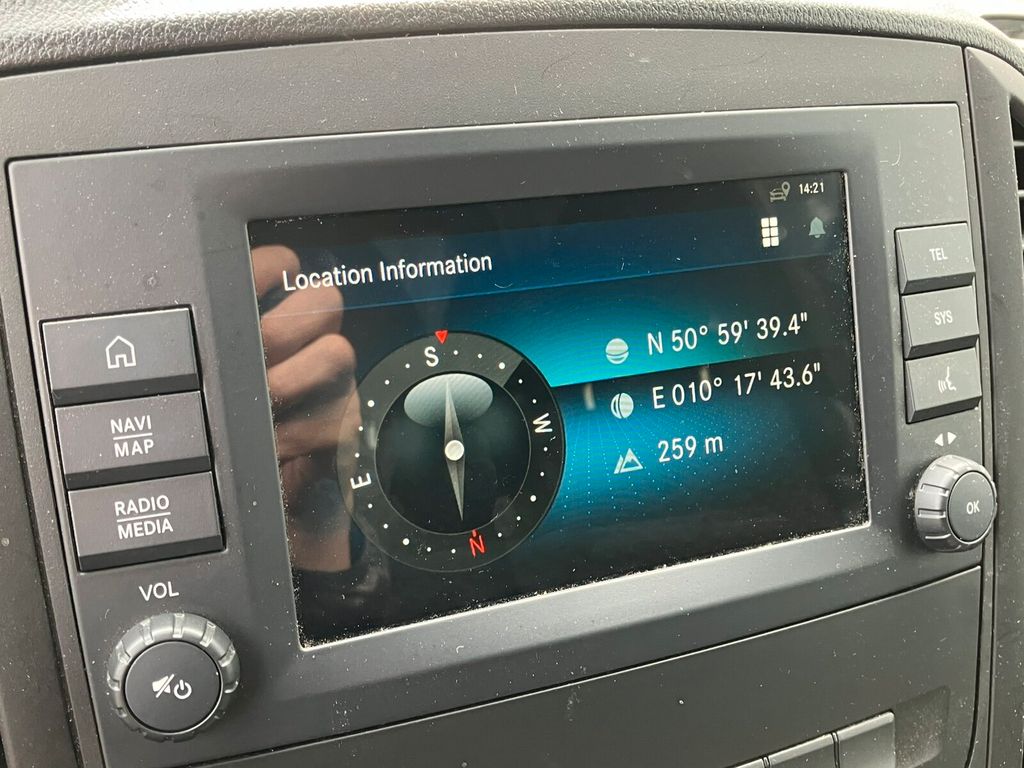 14:21
Location Information
S
W
E
N
N 50° 59' 39.4"
E 010° 17' 43.6"
259 m
NAVI
MAP
RADIO
MEDIA
VOL
TEL
SYS
OK